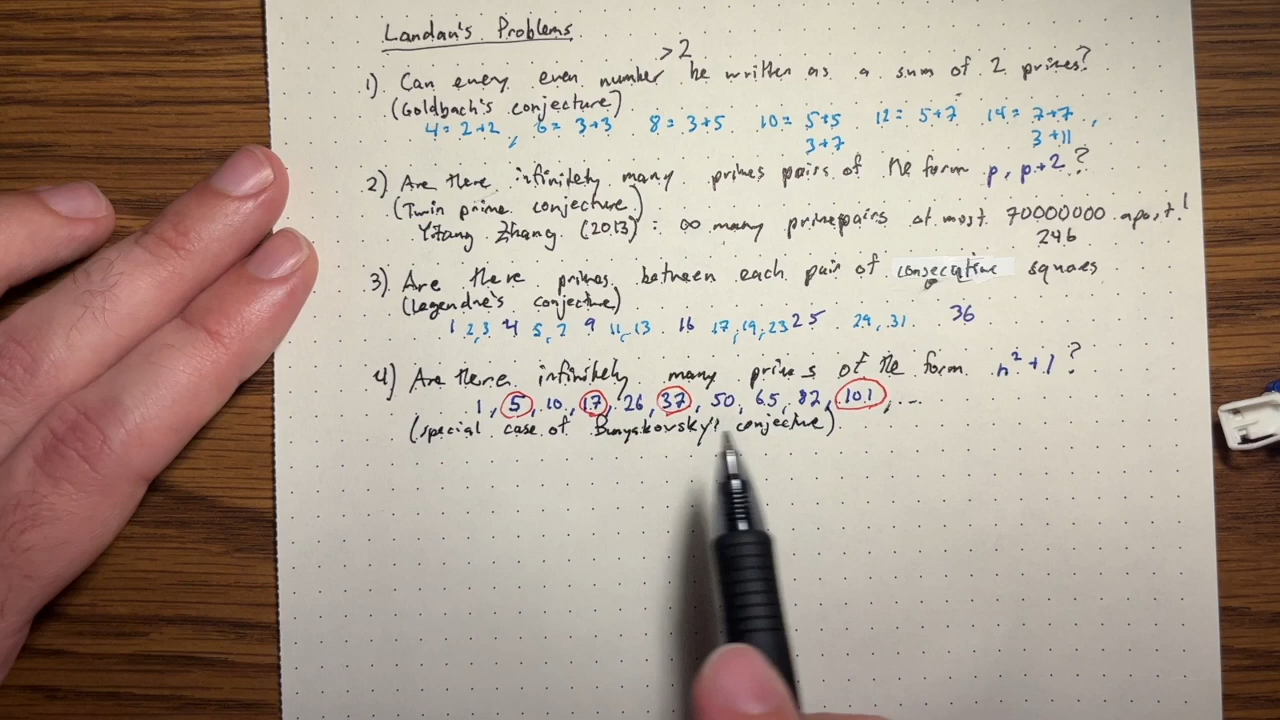 Landau's Problems
>2
1) Can every even number be written as a sum of 2 primes?
(Goldbach's conjecture)
4=2+2, 6=3+3 8=3+5 10=5+5 12=5+7 14=7+7,
3+7 3+11
2) Are there infinitely many primes pairs of the form p, p+2?
(Twin prime conjecture)
Yitang Zhang (2013): ∞ many prime pairs at most 70000000 apart!
246
3) Are there primes between each pair of consecutive squares
(Legendre's conjecture)
1 2,3 4 5,7 9 11,13 16 17,19,23 25 29,31 36
4) Are there infinitely many primes of the form n²+1?
1, 5, 10, 17, 26, 37, 50, 65, 82, 101, ...
(special case of Bunyakovsky's conjecture)